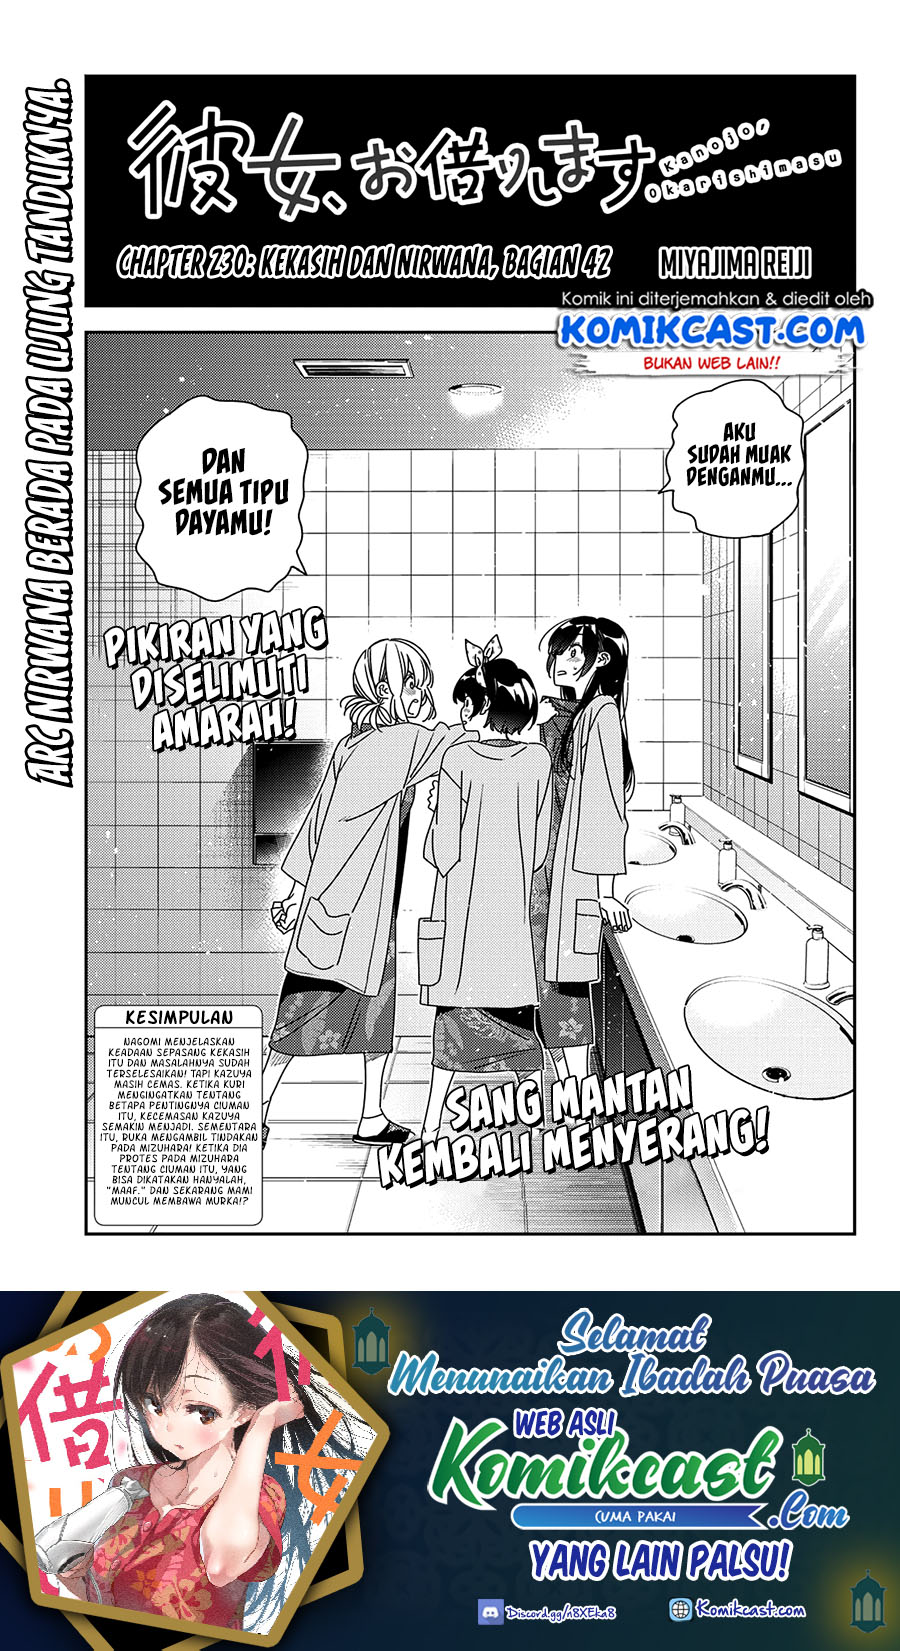 ARC NIRWANA BERADA PADA UJUNG TANDUKNYA.
彼女、お借りします
Kanojo,
Okarishimasu
CHAPTER 230: KEKASIH DAN NIRWANA, BAGIAN 42
MIYAJIMA REIJI
Komik ini diterjemahkan & diedit oleh
KOMIKCAST.COM
BUKAN WEB LAIN!!
AKU
SUDAH MUAK
DENGANMU...
DAN
SEMUA TIPU
DAYAMU!
PIKIRAN YANG
DISELIMUTI
AMARAH!
KESIMPULAN
NAGOMI MENJELASKAN
KEADAAN SEPASANG KEKASIH
ITU DAN MASALAHNYA SUDAH
TERSELESAIKAN! TAPI KAZUYA
MASIH CEMAS. KETIKA KURI
MENGINGATKAN TENTANG
BETAPA PENTINGNYA CIUMAN
ITU, KECEMASAN KAZUYA
SEMAKIN MENJADI. SEMENTARA
ITU, RUKA MENGAMBIL TINDAKAN
PADA MIZUHARA! KETIKA DIA
PROTES PADA MIZUHARA
TENTANG CIUMAN ITU, YANG
BISA DIKATAKAN HANYALAH,
"MAAF." DAN SEKARANG MAMI
MUNCUL MEMBAWA MURKA!?
SANG MANTAN
KEMBALI MENYERANG!
借
女
Selamat
Menunaikan Ibadah Puasa
WEB ASLI
Komikcast
.Com
CUMA PAKAI
YANG LAIN PALSU!
Discord.gg/n8XEka8
Komikcast.com